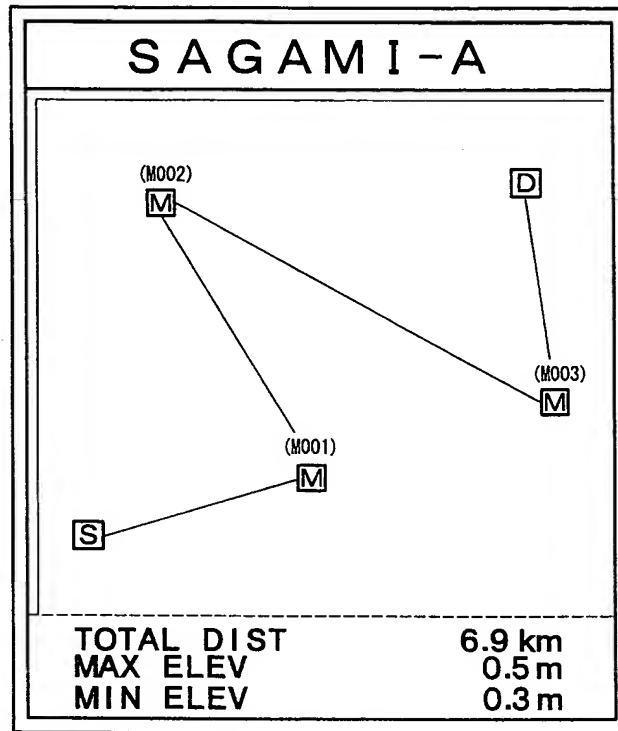 SAGAMI-A
(M002)
M
D
(M003)
M
(M001)
M
S
TOTAL DIST 6.9 km
MAX ELEV 0.5 m
MIN ELEV 0.3 m